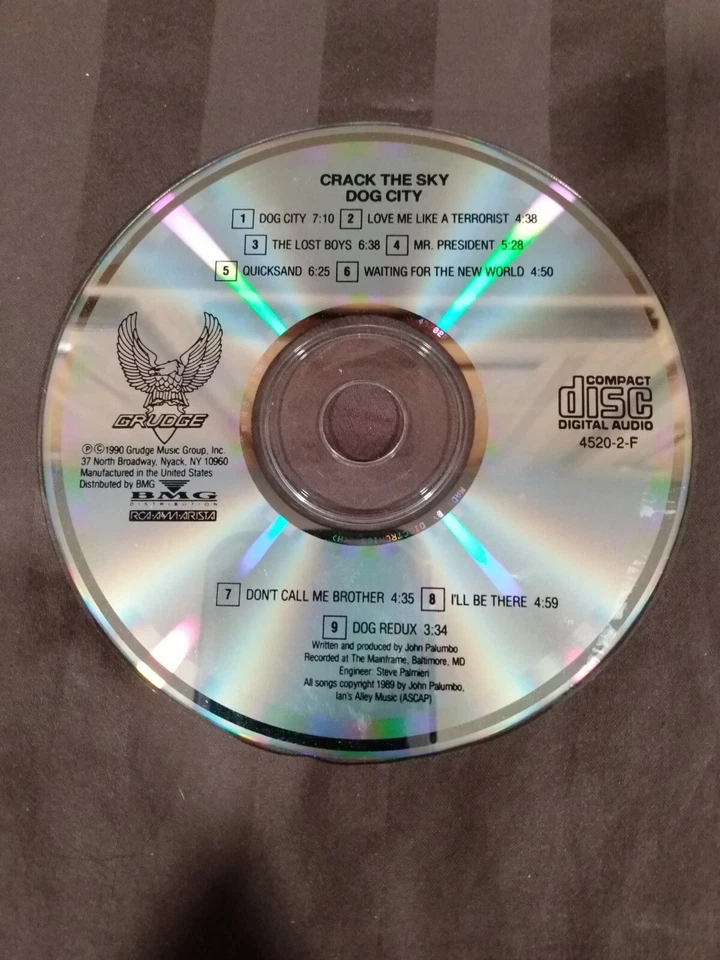 CRACK THE SKY
DOG CITY
1 DOG CITY 7:10 2 LOVE ME LIKE A TERRORIST 4:38
3 THE LOST BOYS 6:38 4 MR. PRESIDENT 5:28
5 QUICKSAND 6:25 6 WAITING FOR THE NEW WORLD 4:50
GRUDGE
℗©1990 Grudge Music Group, Inc.
37 North Broadway, Nyack, NY 10960
Manufactured in the United States
Distributed by BMG
BMG
DISTRIBUTION
RCA·A&M·ARISTA
COMPACT
disc
DIGITAL AUDIO
4520-2-F
7 DON'T CALL ME BROTHER 4:35 8 I'LL BE THERE 4:59
9 DOG REDUX 3:34
Written and produced by John Palumbo
Recorded at The Mainframe, Baltimore, MD
Engineer: Steve Palmieri
All songs copyright 1989 by John Palumbo,
Ian's Alley Music (ASCAP)